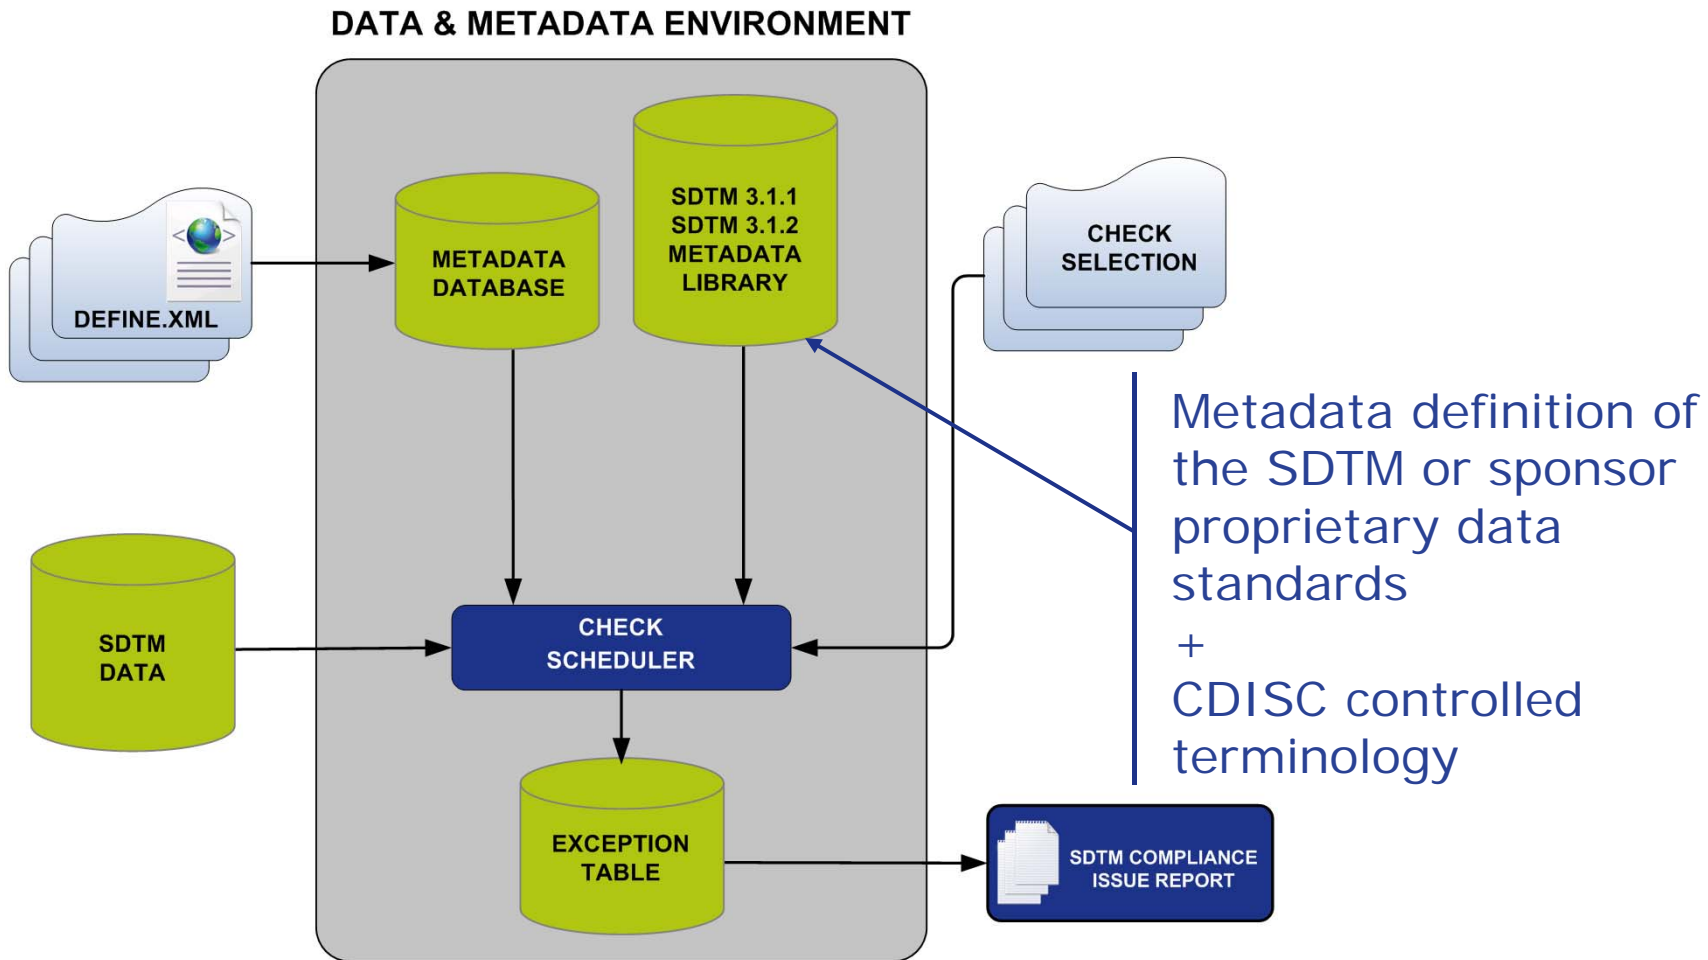 DATA & METADATA ENVIRONMENT
DEFINE.XML
METADATA
DATABASE
SDTM 3.1.1
SDTM 3.1.2
METADATA
LIBRARY
CHECK
SELECTION
SDTM
DATA
CHECK
SCHEDULER
EXCEPTION
TABLE
SDTM COMPLIANCE
ISSUE REPORT
Metadata definition of
the SDTM or sponsor
proprietary data
standards
+
CDISC controlled
terminology